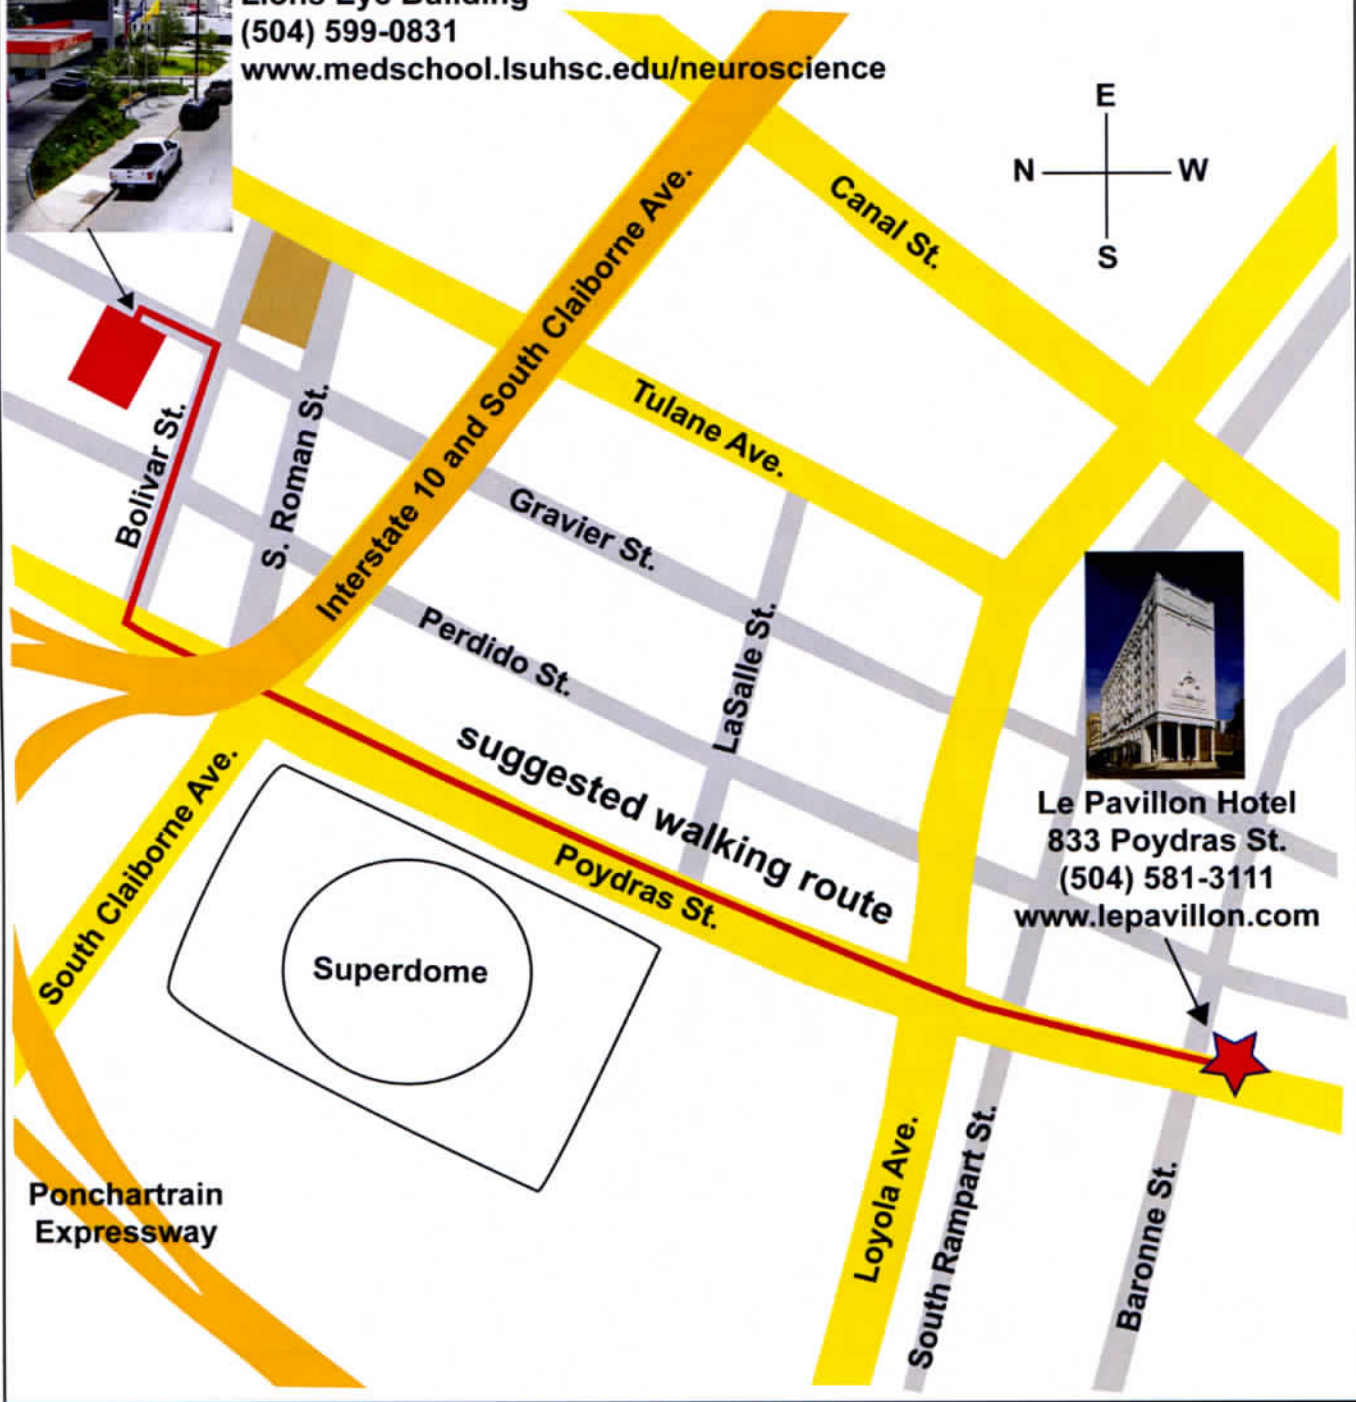 Lions Eye Building
(504) 599-0831
www.medschool.lsuhsc.edu/neuroscience
E
N
W
S
Canal St.
Interstate 10 and South Claiborne Ave.
Tulane Ave.
Bolivar St.
S. Roman St.
Gravier St.
Perdido St.
LaSalle St.
suggested walking route
Poydras St.
South Claiborne Ave.
Superdome
Le Pavillon Hotel
833 Poydras St.
(504) 581-3111
www.lepavillon.com
Ponchartrain
Expressway
Loyola Ave.
South Rampart St.
Baronne St.